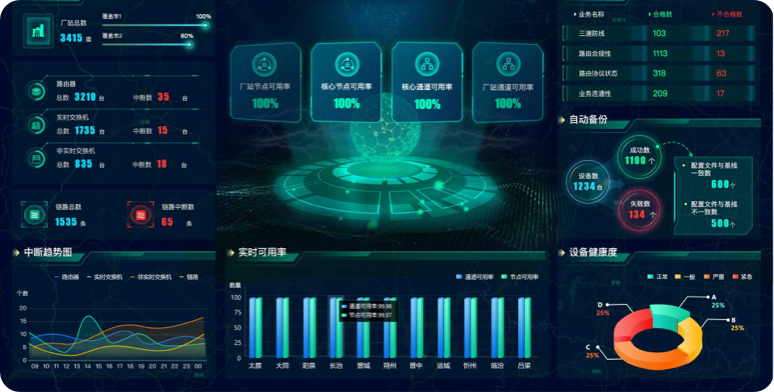 厂站总数
3415 座
覆盖率1
100%
覆盖率2
80%
路由器
总数 3210 台 中断数 35 台
实时交换机
总数 1735 台 中断数 15 台
非实时交换机
总数 835 台 中断数 18 台
链路总数
1535 条
链路中断数
65 条
厂站节点可用率
100%
核心节点可用率
100%
核心通道可用率
100%
厂站通道可用率
100%
业务名称 合格数 不合格数
三道防线 103 217
路由合规性 1113 13
路由协议状态 318 63
业务连通性 209 17
自动备份
设备数
1234台
成功数
1100 个
失败数
134 个
配置文件与基线
一致数
600个
配置文件与基线
不一致数
500个
中断趋势图
路由器 实时交换机 非实时交换机 链路
个数
20
15
10
5
0
09 10 11 12 13 14 15 16 17 18 19 20 21 22 23 00
实时可用率
通道可用率 节点可用率
数量
100
75
50
25
0
通道可用率:99.98
节点可用率:99.97
太原 大同 阳泉 长治 晋城 朔州 晋中 运城 忻州 临汾 吕梁
设备健康度
正常 一般 严重 紧急
A
25%
B
25%
C
25%
D
25%